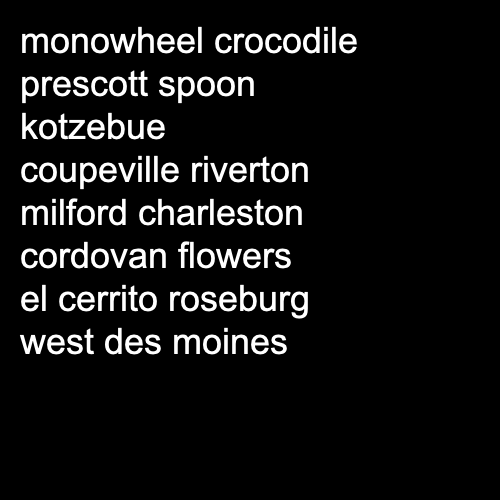 monowheel crocodile
prescott spoon
kotzebue
coupeville riverton
milford charleston
cordovan flowers
el cerrito roseburg
west des moines